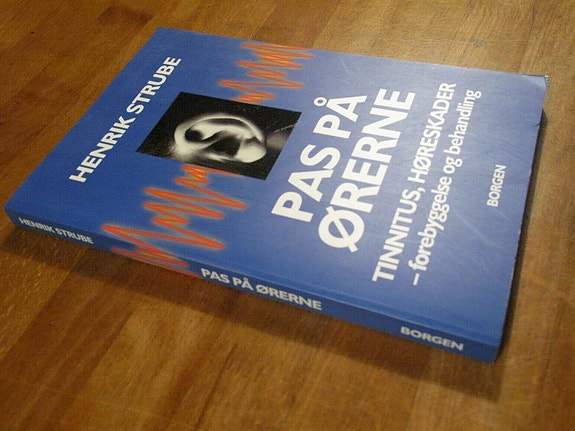 HENRIK STRUBE
PAS PÅ
ØRERNE
TINNITUS, HØRESKADER
– forebyggelse og behandling
BORGEN
HENRIK STRUBE
PAS PÅ ØRERNE
BORGEN